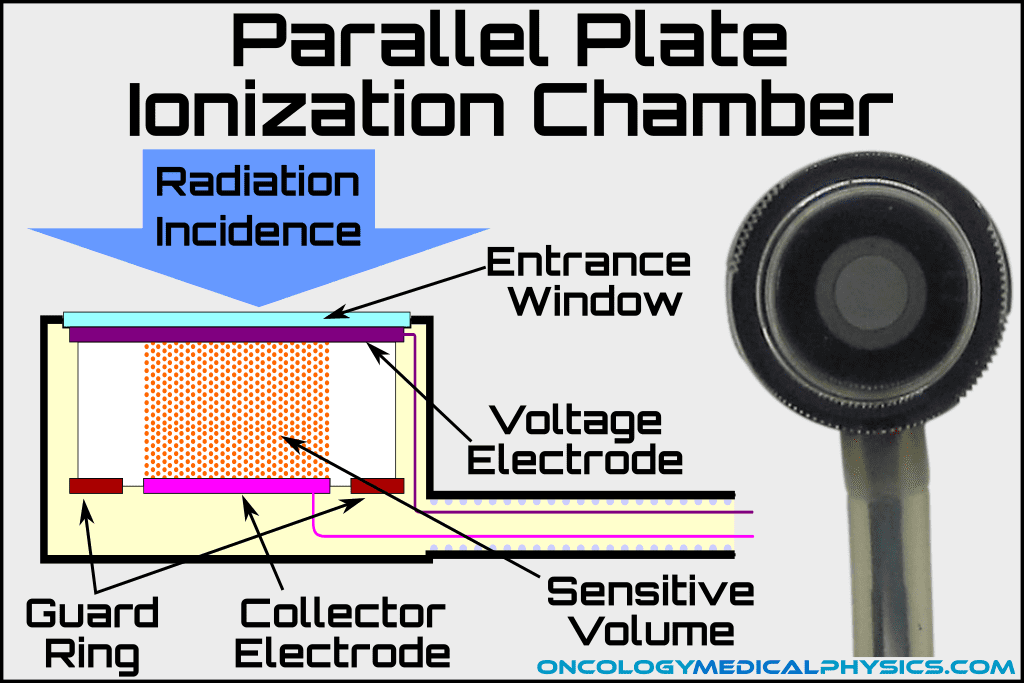 Parallel Plate
Ionization Chamber
Radiation
Incidence
Entrance
Window
Voltage
Electrode
Sensitive
Volume
Guard
Ring
Collector
Electrode
ONCOLOGYMEDICALPHYSICS.COM